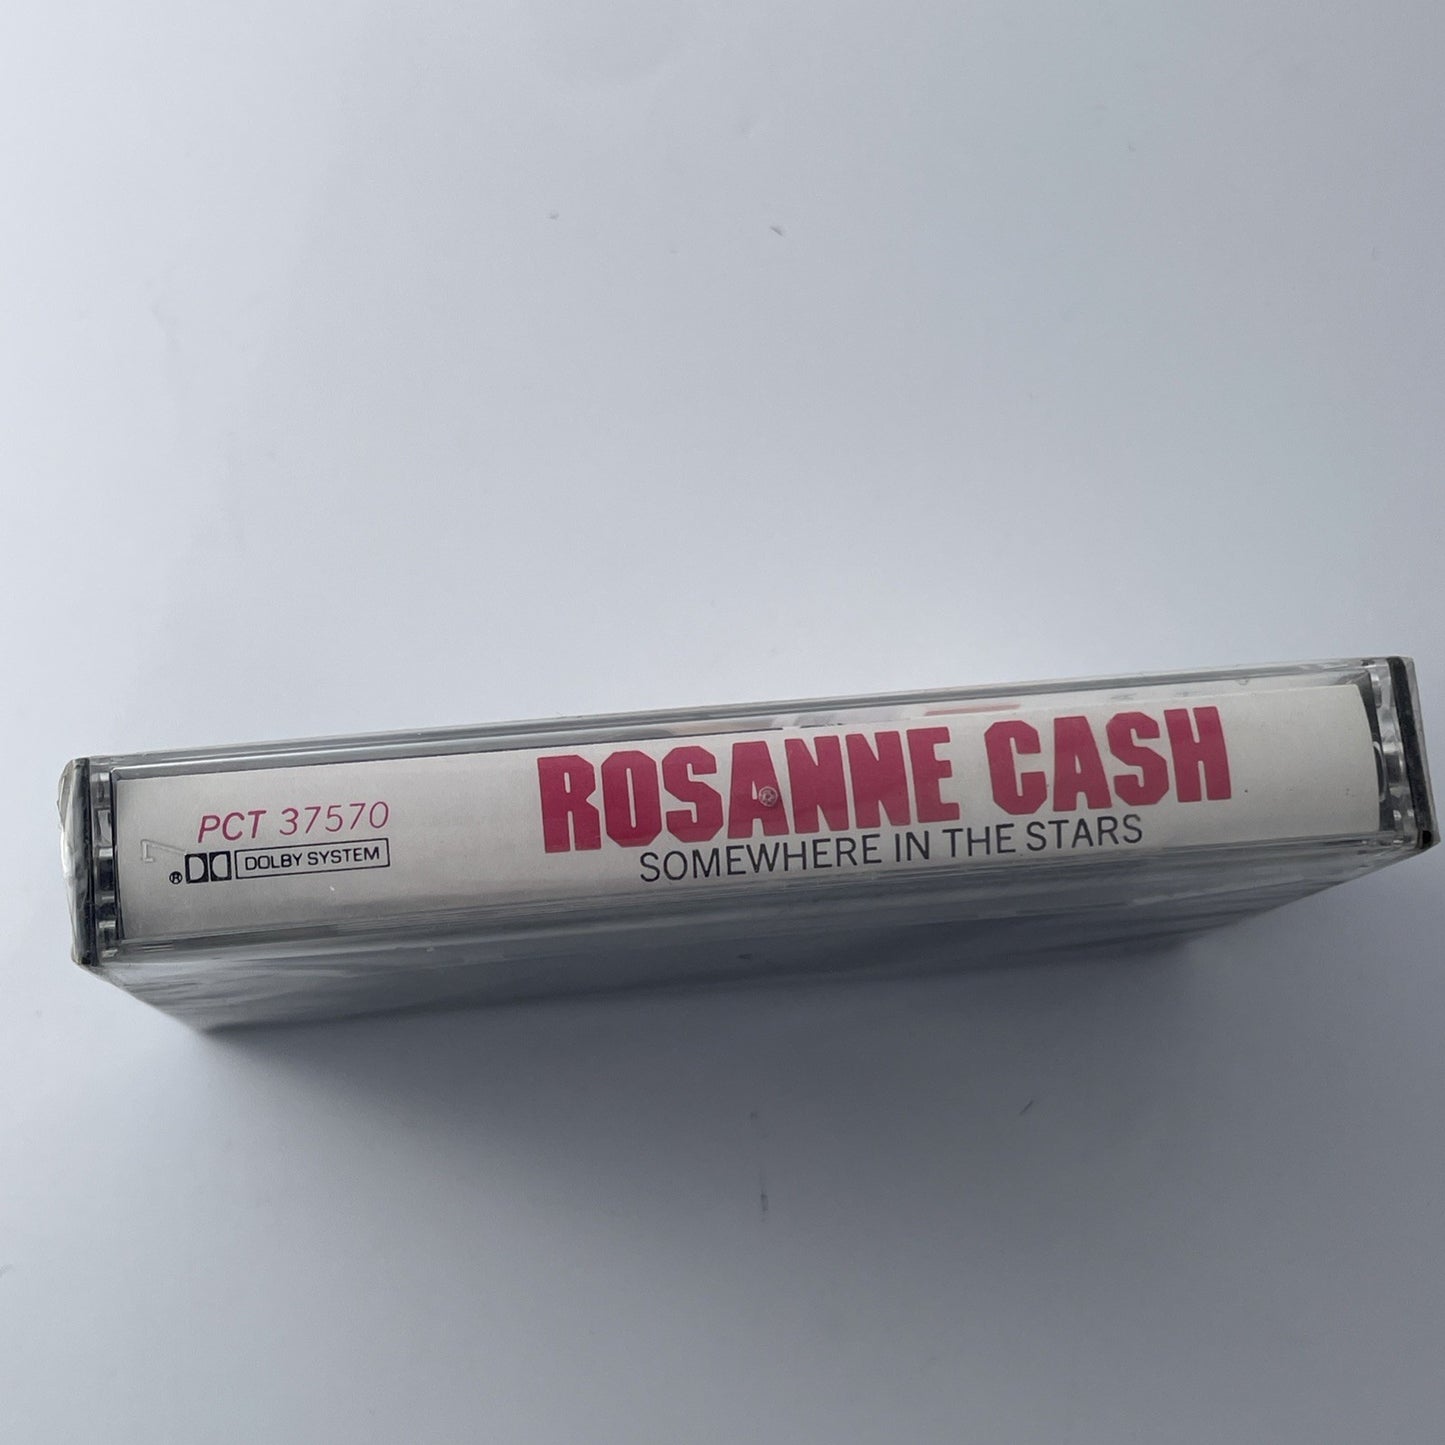 PCT 37570
® DOLBY SYSTEM
ROSANNE CASH
SOMEWHERE IN THE STARS